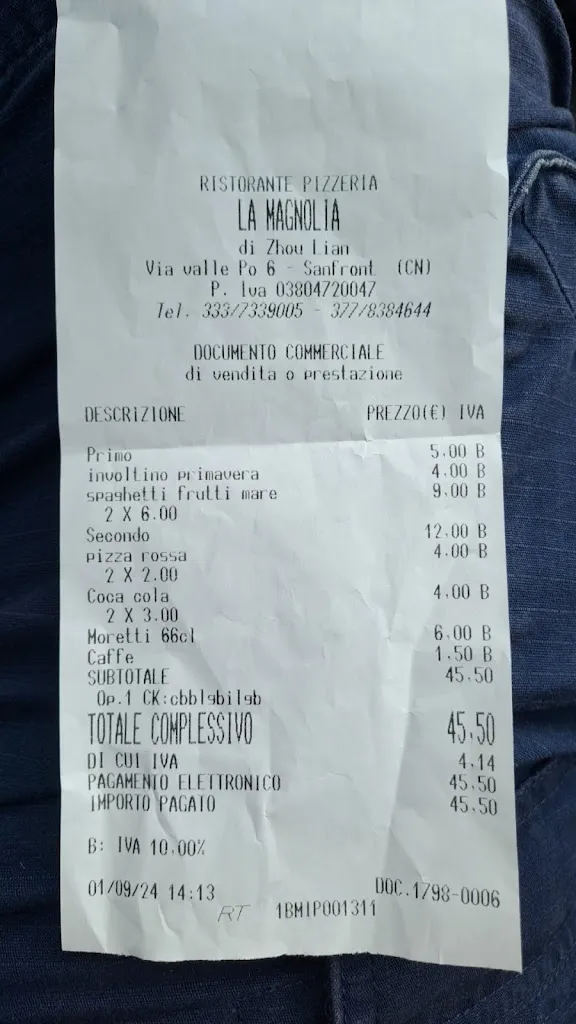 RISTORANTE PIZZERIA
LA MAGNOLIA
di Zhou Lian
Via valle Po 6 - Sanfront (CN)
P. Iva 03804720047
Tel. 333/7339005 - 377/8384644
DOCUMENTO COMMERCIALE
di vendita o prestazione
DESCRIZIONE PREZZO(€) IVA
Primo 5.00 B
involtino primavera 4.00 B
spaghetti frutti mare 9.00 B
2 X 6.00
Secondo 12.00 B
pizza rossa 4.00 B
2 X 2.00
Coca cola 4.00 B
2 X 3.00
Moretti 66cl 6.00 B
Caffe 1.50 B
SUBTOTALE 45.50
Op.1 CK:cbblgbilgb
TOTALE COMPLESSIVO 45,50
DI CUI IVA 4.14
PAGAMENTO ELETTRONICO 45.50
IMPORTO PAGATO 45.50
B: IVA 10,00%
01/09/24 14:13 DOC.1798-0006
RT 1BMIP001311